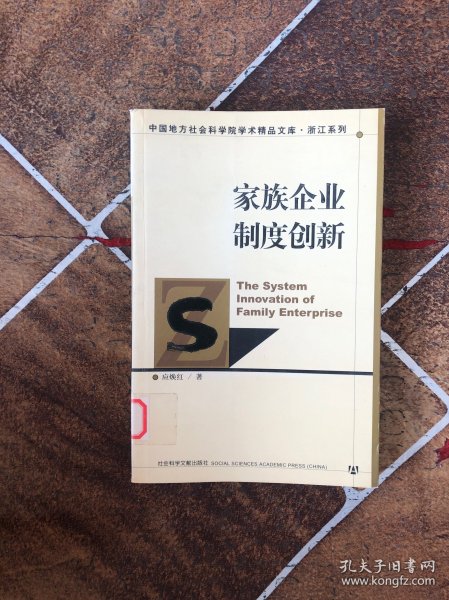 中国地方社会科学院学术精品文库·浙江系列
家族企业
制度创新
The System
Innovation of
Family Enterprise
S
应焕红 / 著
社会科学文献出版社 SOCIAL SCIENCES ACADEMIC PRESS (CHINA)
孔夫子旧书网
www.kongfz.com